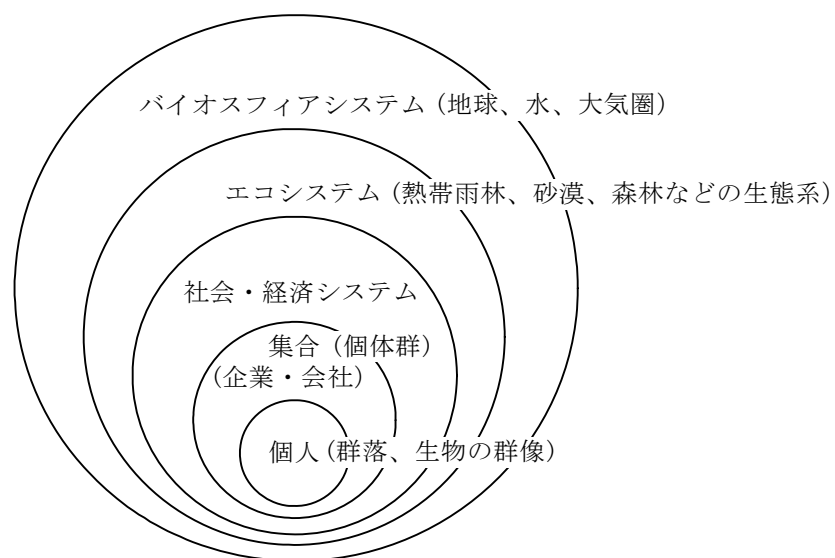 バイオスフィアシステム（地球、水、大気圏）
エコシステム（熱帯雨林、砂漠、森林などの生態系）
社会・経済システム
集合（個体群）
（企業・会社）
個人（群落、生物の群像）